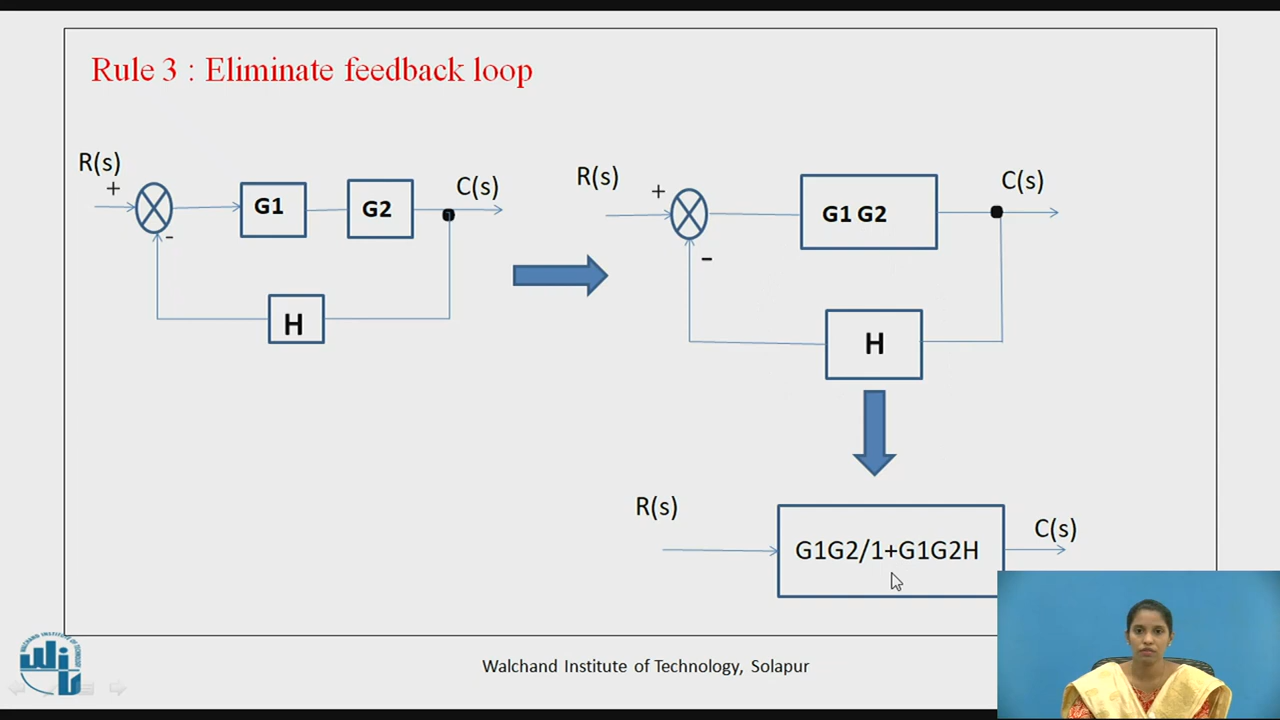 Rule 3 : Eliminate feedback loop
R(s)
+
-
G1
G2
C(s)
H
R(s)
+
-
G1 G2
C(s)
H
R(s)
G1G2/1+G1G2H
C(s)
Walchand Institute of Technology, Solapur